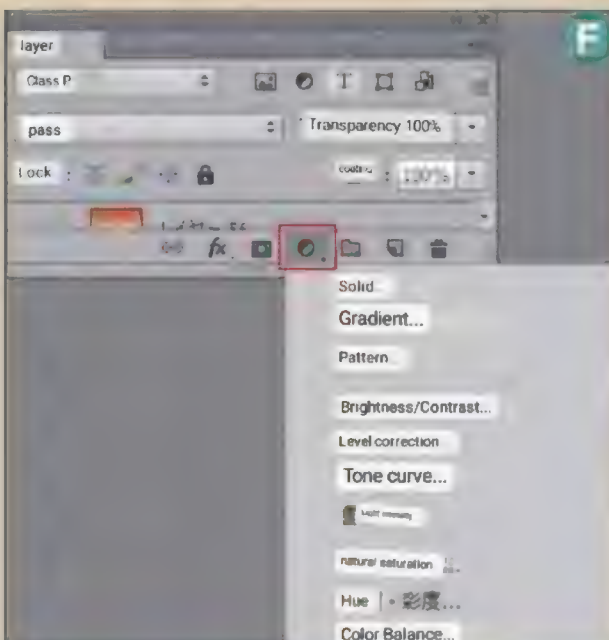 F
layer
Class P
T
pass
Transparency 100%
Lock :
: 100%
fx
Solid
Gradient...
Pattern
Brightness/Contrast...
Level correction
Tone curve...
natural saturation
Hue 彩度...
Color Balance...